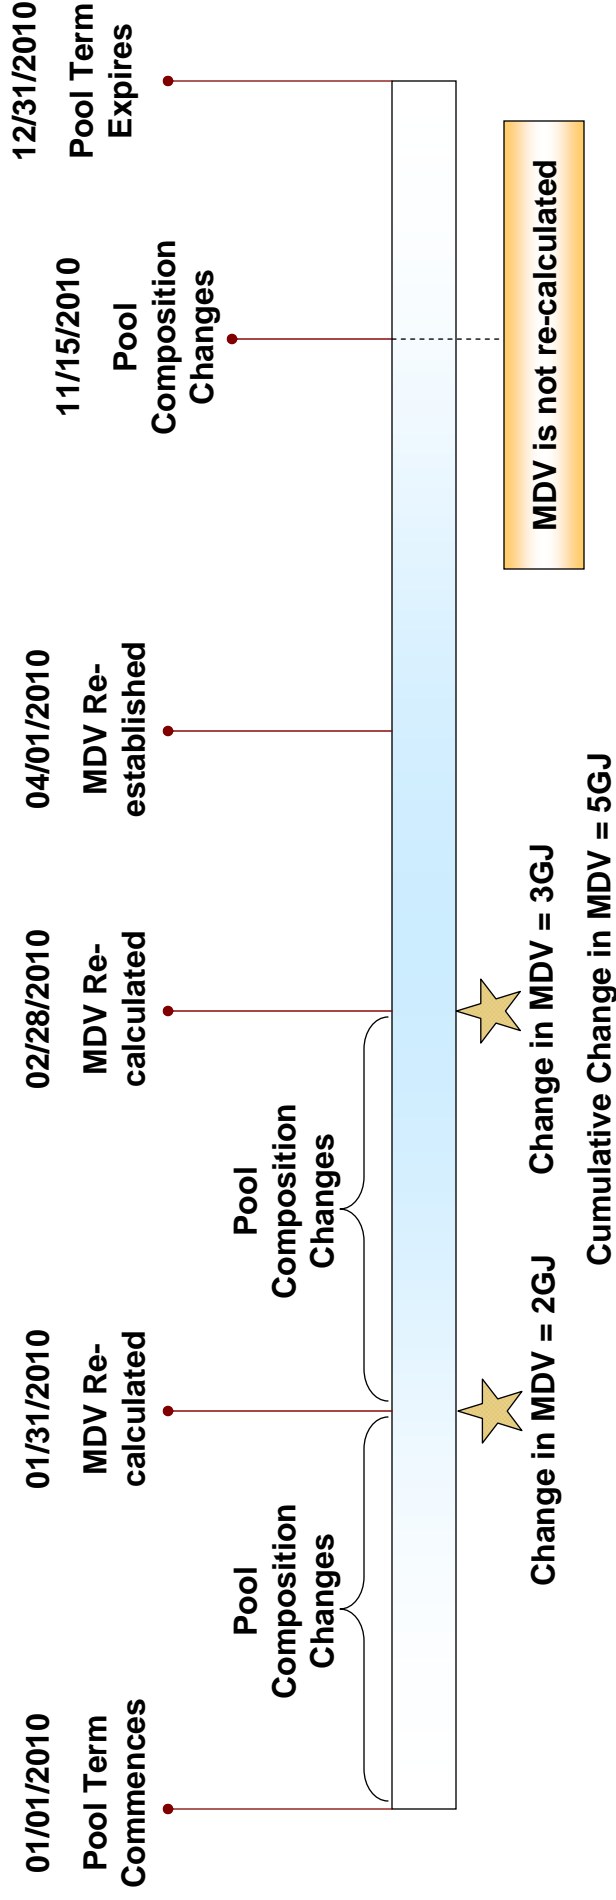 01/01/2010
Pool Term
Commences
Pool
Composition
Changes
01/31/2010
MDV Re-
calculated
Change in MDV = 2GJ
Pool
Composition
Changes
02/28/2010
MDV Re-
calculated
Change in MDV = 3GJ
Cumulative Change in MDV = 5GJ
04/01/2010
MDV Re-
established
11/15/2010
Pool
Composition
Changes
MDV is not re-calculated
12/31/2010
Pool Term
Expires